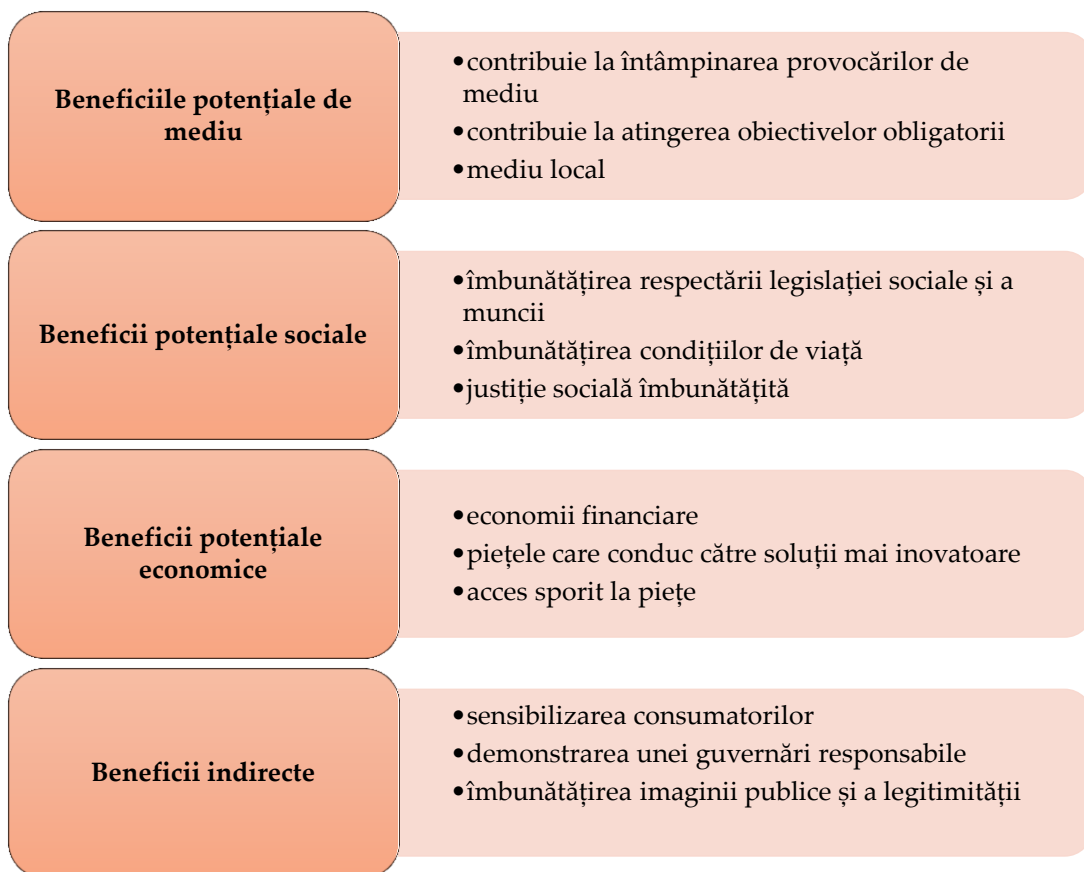 Beneficiile potențiale de
mediu
•contribuie la întâmpinarea provocărilor de
mediu
•contribuie la atingerea obiectivelor obligatorii
•mediu local
Beneficii potențiale sociale
•îmbunătățirea respectării legislației sociale și a
muncii
•îmbunătățirea condițiilor de viață
•justiție socială îmbunătățită
Beneficii potențiale
economice
•economii financiare
•piețele care conduc către soluții mai inovatoare
•acces sporit la piețe
Beneficii indirecte
•sensibilizarea consumatorilor
•demonstrarea unei guvernări responsabile
•îmbunătățirea imaginii publice și a legitimității